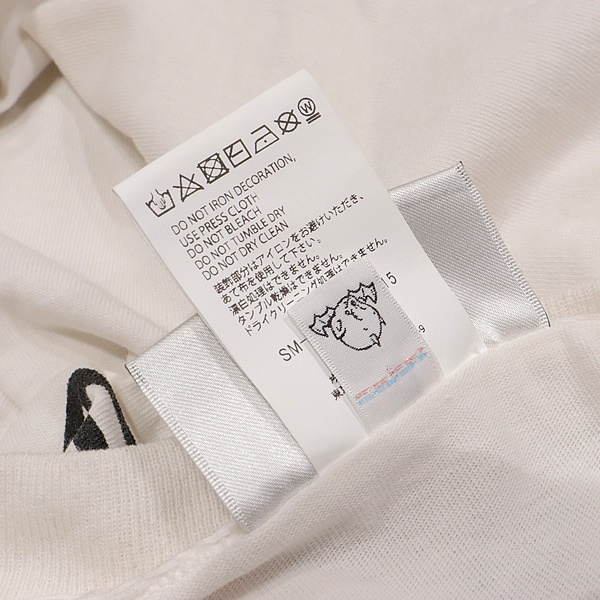 DO NOT IRON DECORATION,
USE PRESS CLOTH
DO NOT BLEACH
DO NOT TUMBLE DRY
DO NOT DRY CLEAN
装飾部分はアイロンをお避けいただき、
あて布を使用して下さい。
漂白処理はできません。
タンブル乾燥はできません。
ドライクリーニング処理はできません。
5
SM-
9
東